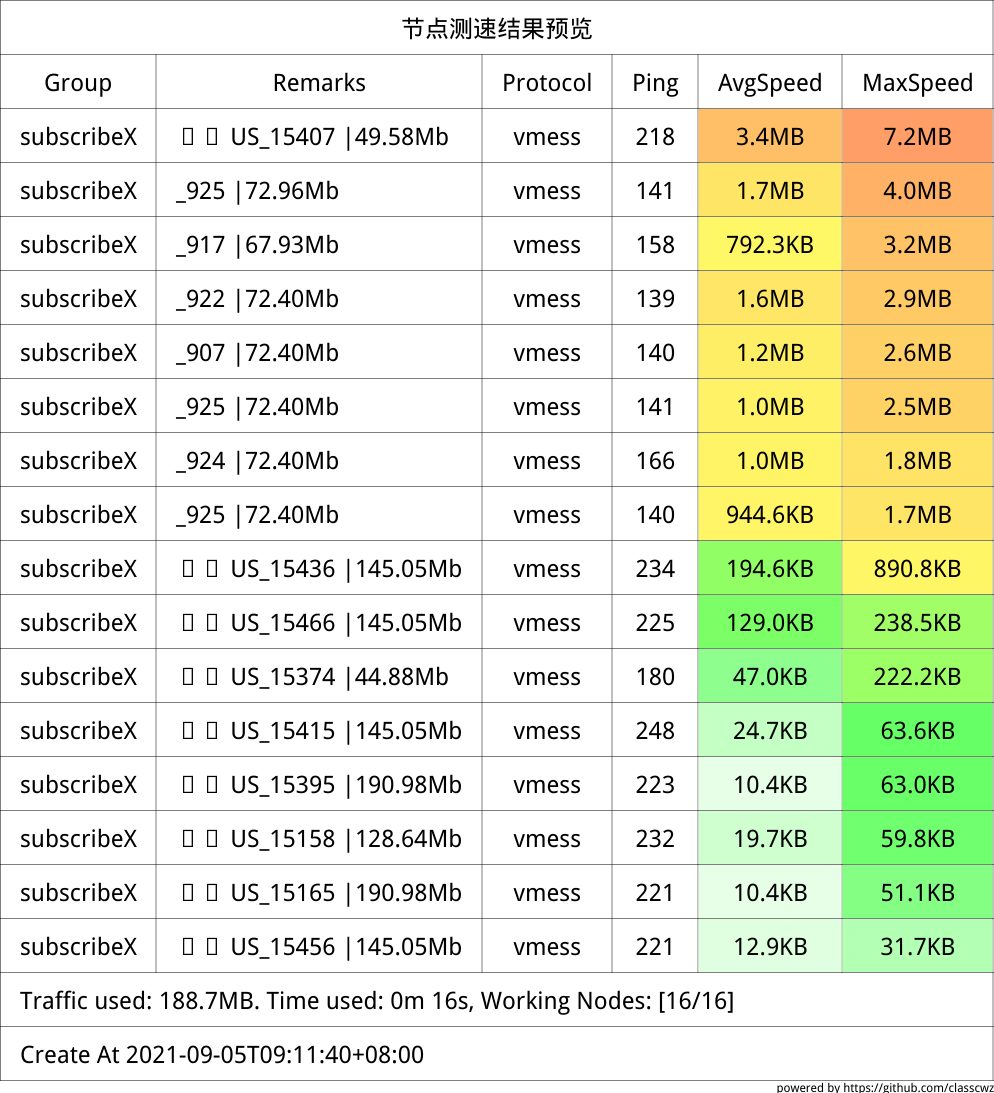 节点测速结果预览
Group Remarks Protocol Ping AvgSpeed MaxSpeed
subscribeX US_15407 |49.58Mb vmess 218 3.4MB 7.2MB
subscribeX _925 |72.96Mb vmess 141 1.7MB 4.0MB
subscribeX _917 |67.93Mb vmess 158 792.3KB 3.2MB
subscribeX _922 |72.40Mb vmess 139 1.6MB 2.9MB
subscribeX _907 |72.40Mb vmess 140 1.2MB 2.6MB
subscribeX _925 |72.40Mb vmess 141 1.0MB 2.5MB
subscribeX _924 |72.40Mb vmess 166 1.0MB 1.8MB
subscribeX _925 |72.40Mb vmess 140 944.6KB 1.7MB
subscribeX US_15436 |145.05Mb vmess 234 194.6KB 890.8KB
subscribeX US_15466 |145.05Mb vmess 225 129.0KB 238.5KB
subscribeX US_15374 |44.88Mb vmess 180 47.0KB 222.2KB
subscribeX US_15415 |145.05Mb vmess 248 24.7KB 63.6KB
subscribeX US_15395 |190.98Mb vmess 223 10.4KB 63.0KB
subscribeX US_15158 |128.64Mb vmess 232 19.7KB 59.8KB
subscribeX US_15165 |190.98Mb vmess 221 10.4KB 51.1KB
subscribeX US_15456 |145.05Mb vmess 221 12.9KB 31.7KB
Traffic used: 188.7MB. Time used: 0m 16s, Working Nodes: [16/16]
Create At 2021-09-05T09:11:40+08:00
powered by https://github.com/classcwz